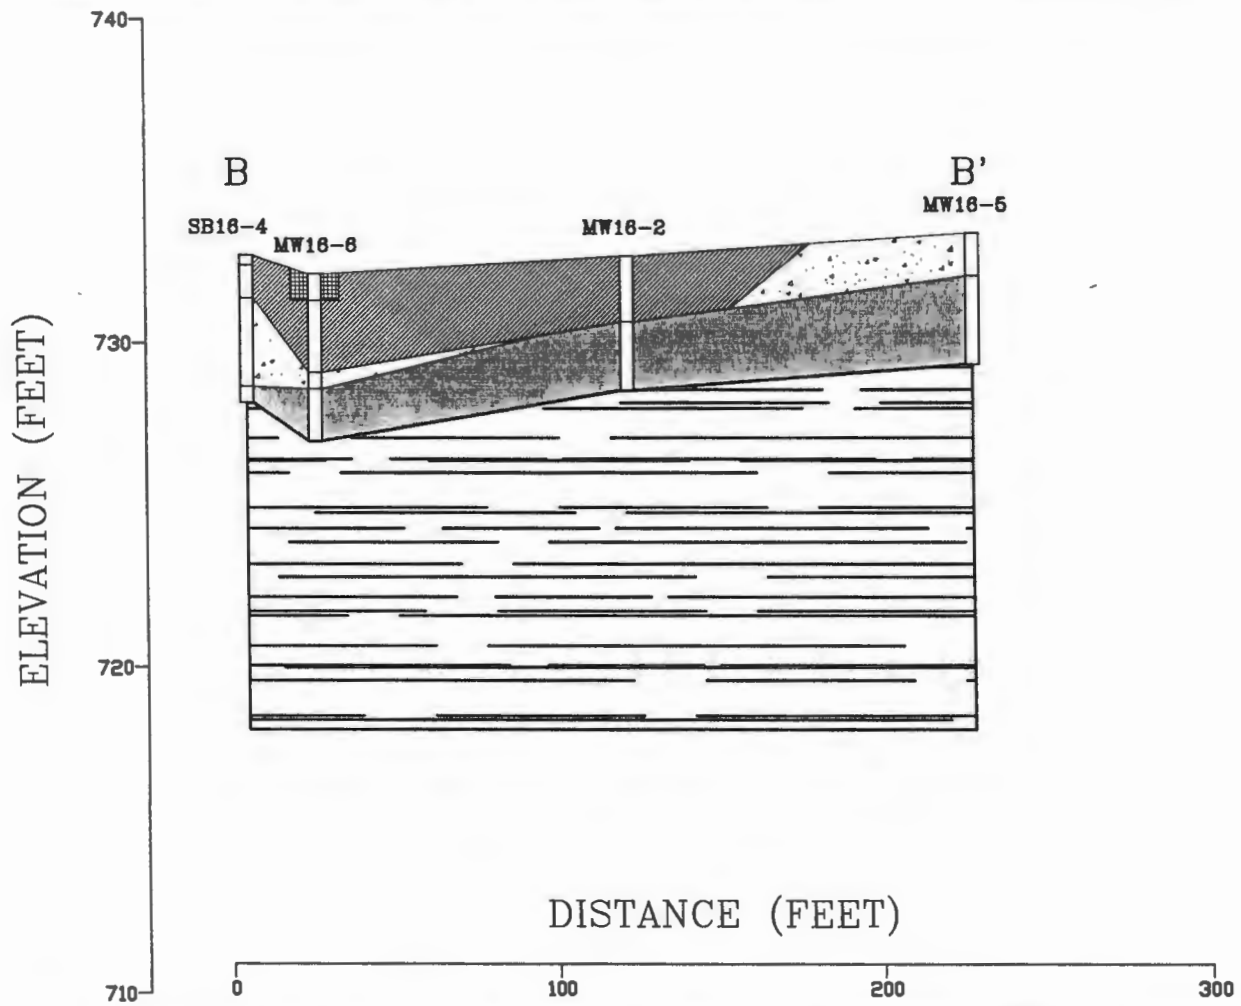 740
B
B'
SB16-4
MW16-6
MW16-2
MW16-5
730
ELEVATION (FEET)
720
DISTANCE (FEET)
710
0
100
200
300